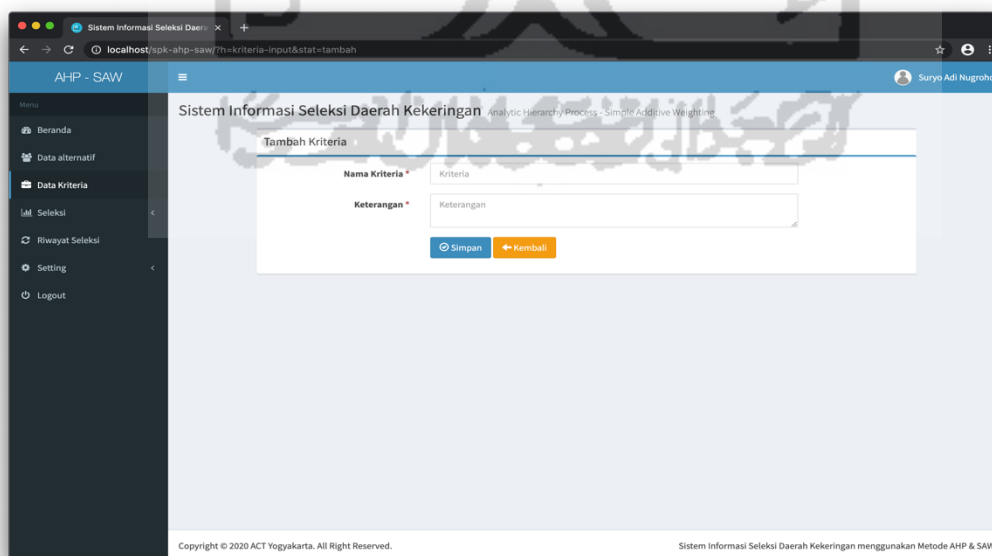 Sistem Informasi Seleksi Daera
localhost/spk-ahp-saw/?h=kriteria-input&stat=tambah
AHP - SAW
Suryo Adi Nugroho
Menu
Beranda
Data alternatif
Data Kriteria
Seleksi
Riwayat Seleksi
Setting
Logout
Sistem Informasi Seleksi Daerah Kekeringan Analytic Hierarchy Process - Simple Additive Weighting
Tambah Kriteria
Nama Kriteria * Kriteria
Keterangan * Keterangan
Simpan Kembali
Copyright © 2020 ACT Yogyakarta. All Right Reserved. Sistem Informasi Seleksi Daerah Kekeringan menggunakan Metode AHP & SAW